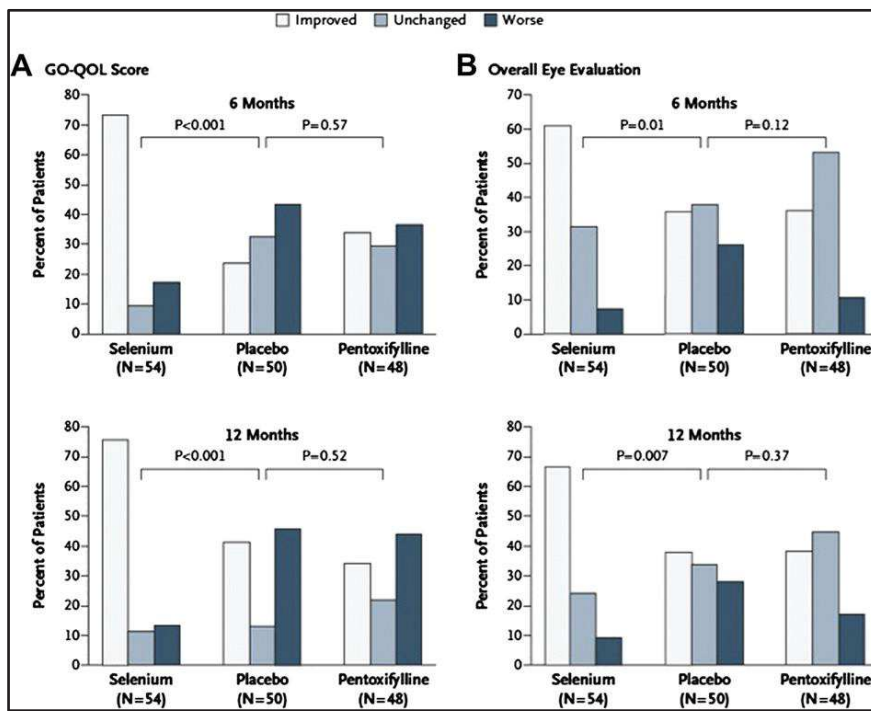 Improved Unchanged Worse
A GO-QOL Score
6 Months
P<0.001 P=0.57
Percent of Patients
80
70
60
50
40
30
20
10
0
Selenium Placebo Pentoxifylline
(N=54) (N=50) (N=48)
12 Months
P<0.001 P=0.52
Percent of Patients
80
70
60
50
40
30
20
10
0
Selenium Placebo Pentoxifylline
(N=54) (N=50) (N=48)
B Overall Eye Evaluation
6 Months
P=0.01 P=0.12
Percent of Patients
70
60
50
40
30
20
10
0
Selenium Placebo Pentoxifylline
(N=54) (N=50) (N=48)
12 Months
P=0.007 P=0.37
Percent of Patients
80
70
60
50
40
30
20
10
0
Selenium Placebo Pentoxifylline
(N=54) (N=50) (N=48)